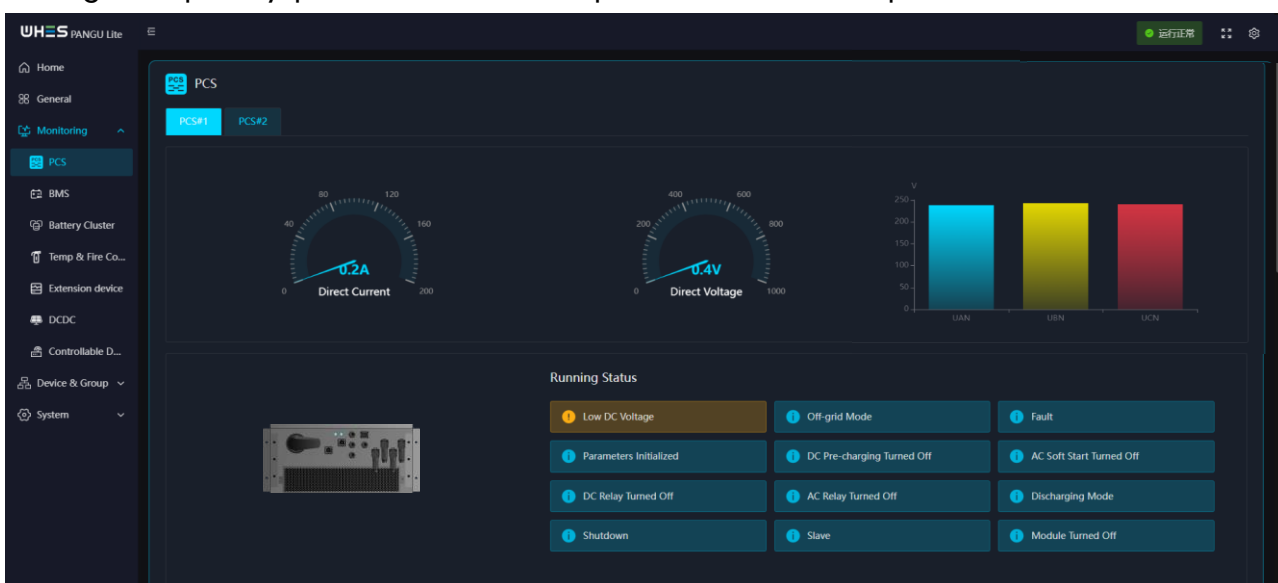 WHES PANGU Lite
运行正常
Home
General
Monitoring
PCS
BMS
Battery Cluster
Temp & Fire Co...
Extension device
DCDC
Controllable D...
Device & Group
System
PCS
PCS
PCS#1 PCS#2
0 40 80 120 160 200
0.2A
Direct Current
0 200 400 600 800 1000
0.4V
Direct Voltage
V
250
200
150
100
50
0
UAN UBN UCN
Running Status
Low DC Voltage Off-grid Mode Fault
Parameters Initialized DC Pre-charging Turned Off AC Soft Start Turned Off
DC Relay Turned Off AC Relay Turned Off Discharging Mode
Shutdown Slave Module Turned Off